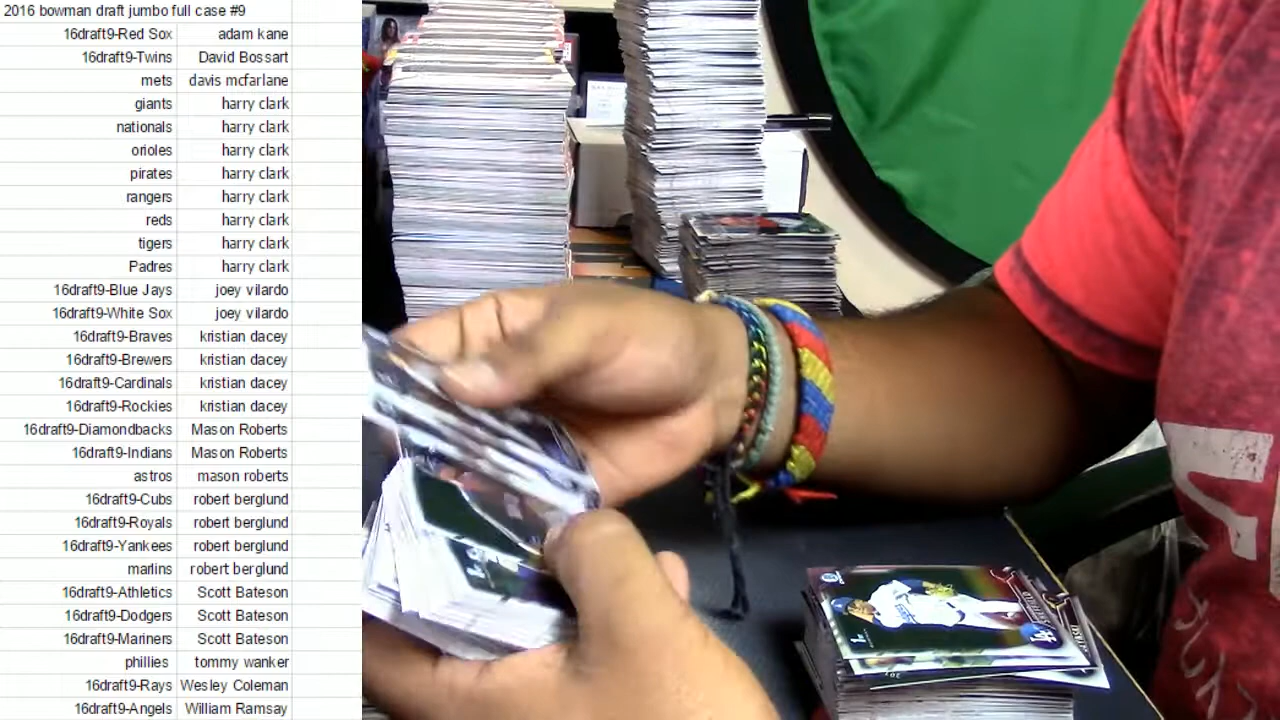 2016 bowman draft jumbo full case #9
16draft9-Red Sox adam kane
16draft9-Twins David Bossart
mets davis mcfarlane
giants harry clark
nationals harry clark
orioles harry clark
pirates harry clark
rangers harry clark
reds harry clark
tigers harry clark
Padres harry clark
16draft9-Blue Jays joey vilardo
16draft9-White Sox joey vilardo
16draft9-Braves kristian dacey
16draft9-Brewers kristian dacey
16draft9-Cardinals kristian dacey
16draft9-Rockies kristian dacey
16draft9-Diamondbacks Mason Roberts
16draft9-Indians Mason Roberts
astros mason roberts
16draft9-Cubs robert berglund
16draft9-Royals robert berglund
16draft9-Yankees robert berglund
marlins robert berglund
16draft9-Athletics Scott Bateson
16draft9-Dodgers Scott Bateson
16draft9-Mariners Scott Bateson
phillies tommy wanker
16draft9-Rays Wesley Coleman
16draft9-Angels William Ramsay